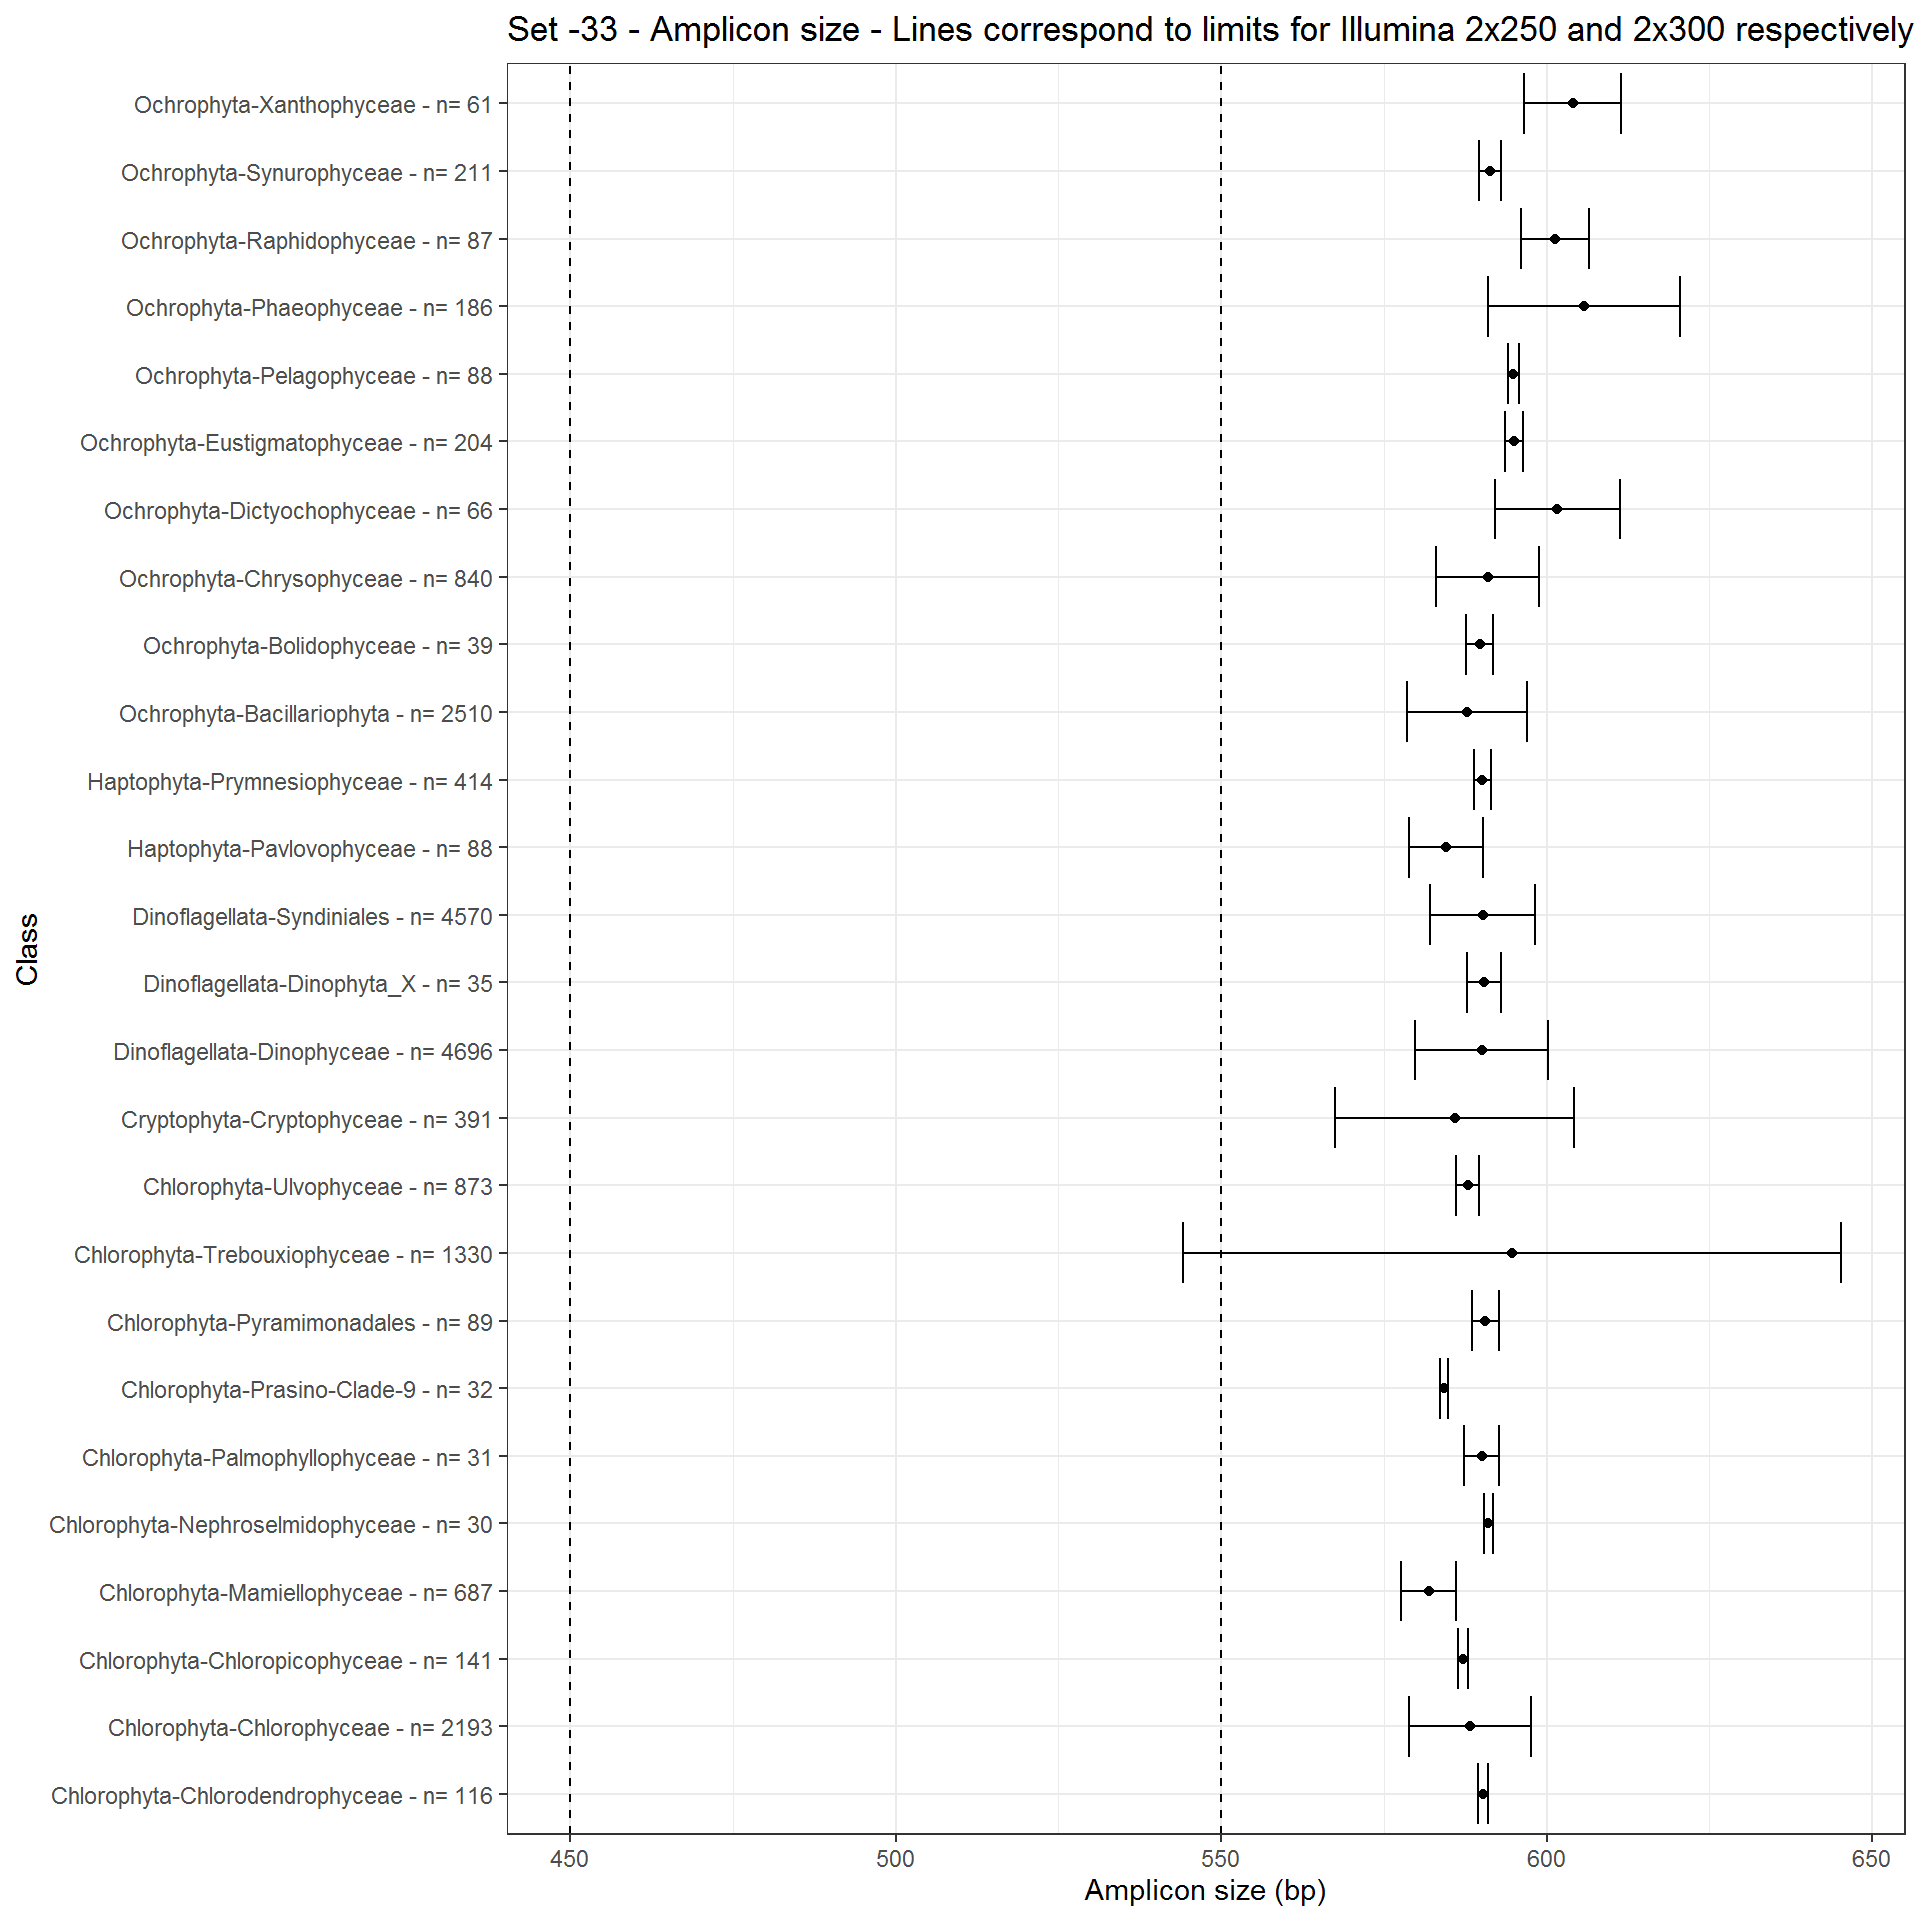 Set -33 - Amplicon size - Lines correspond to limits for Illumina 2x250 and 2x300 respectively
Ochrophyta-Xanthophyceae - n= 61
Ochrophyta-Synurophyceae - n= 211
Ochrophyta-Raphidophyceae - n= 87
Ochrophyta-Phaeophyceae - n= 186
Ochrophyta-Pelagophyceae - n= 88
Ochrophyta-Eustigmatophyceae - n= 204
Ochrophyta-Dictyochophyceae - n= 66
Ochrophyta-Chrysophyceae - n= 840
Ochrophyta-Bolidophyceae - n= 39
Ochrophyta-Bacillariophyta - n= 2510
Haptophyta-Prymnesiophyceae - n= 414
Haptophyta-Pavlovophyceae - n= 88
Dinoflagellata-Syndiniales - n= 4570
Dinoflagellata-Dinophyta_X - n= 35
Dinoflagellata-Dinophyceae - n= 4696
Cryptophyta-Cryptophyceae - n= 391
Chlorophyta-Ulvophyceae - n= 873
Chlorophyta-Trebouxiophyceae - n= 1330
Chlorophyta-Pyramimonadales - n= 89
Chlorophyta-Prasino-Clade-9 - n= 32
Chlorophyta-Palmophyllophyceae - n= 31
Chlorophyta-Nephroselmidophyceae - n= 30
Chlorophyta-Mamiellophyceae - n= 687
Chlorophyta-Chloropicophyceae - n= 141
Chlorophyta-Chlorophyceae - n= 2193
Chlorophyta-Chlorodendrophyceae - n= 116
Class
450 500 550 600 650
Amplicon size (bp)